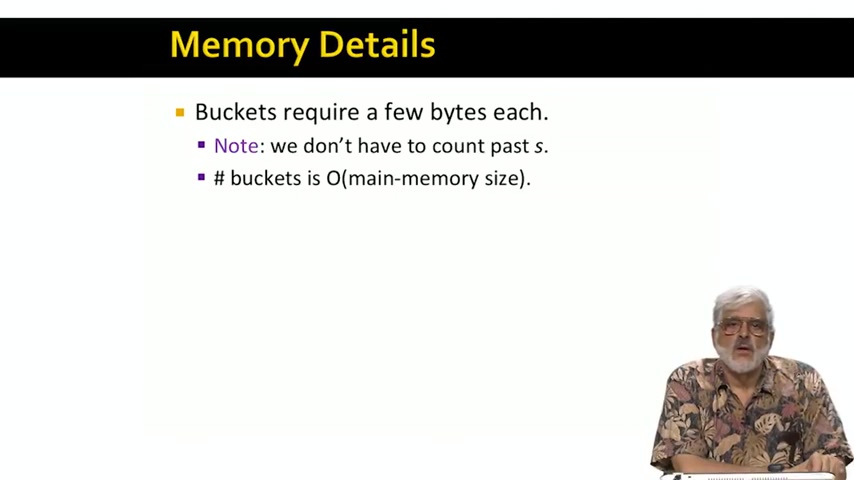 Memory Details
Buckets require a few bytes each.
Note: we don't have to count past s.
# buckets is O(main-memory size).